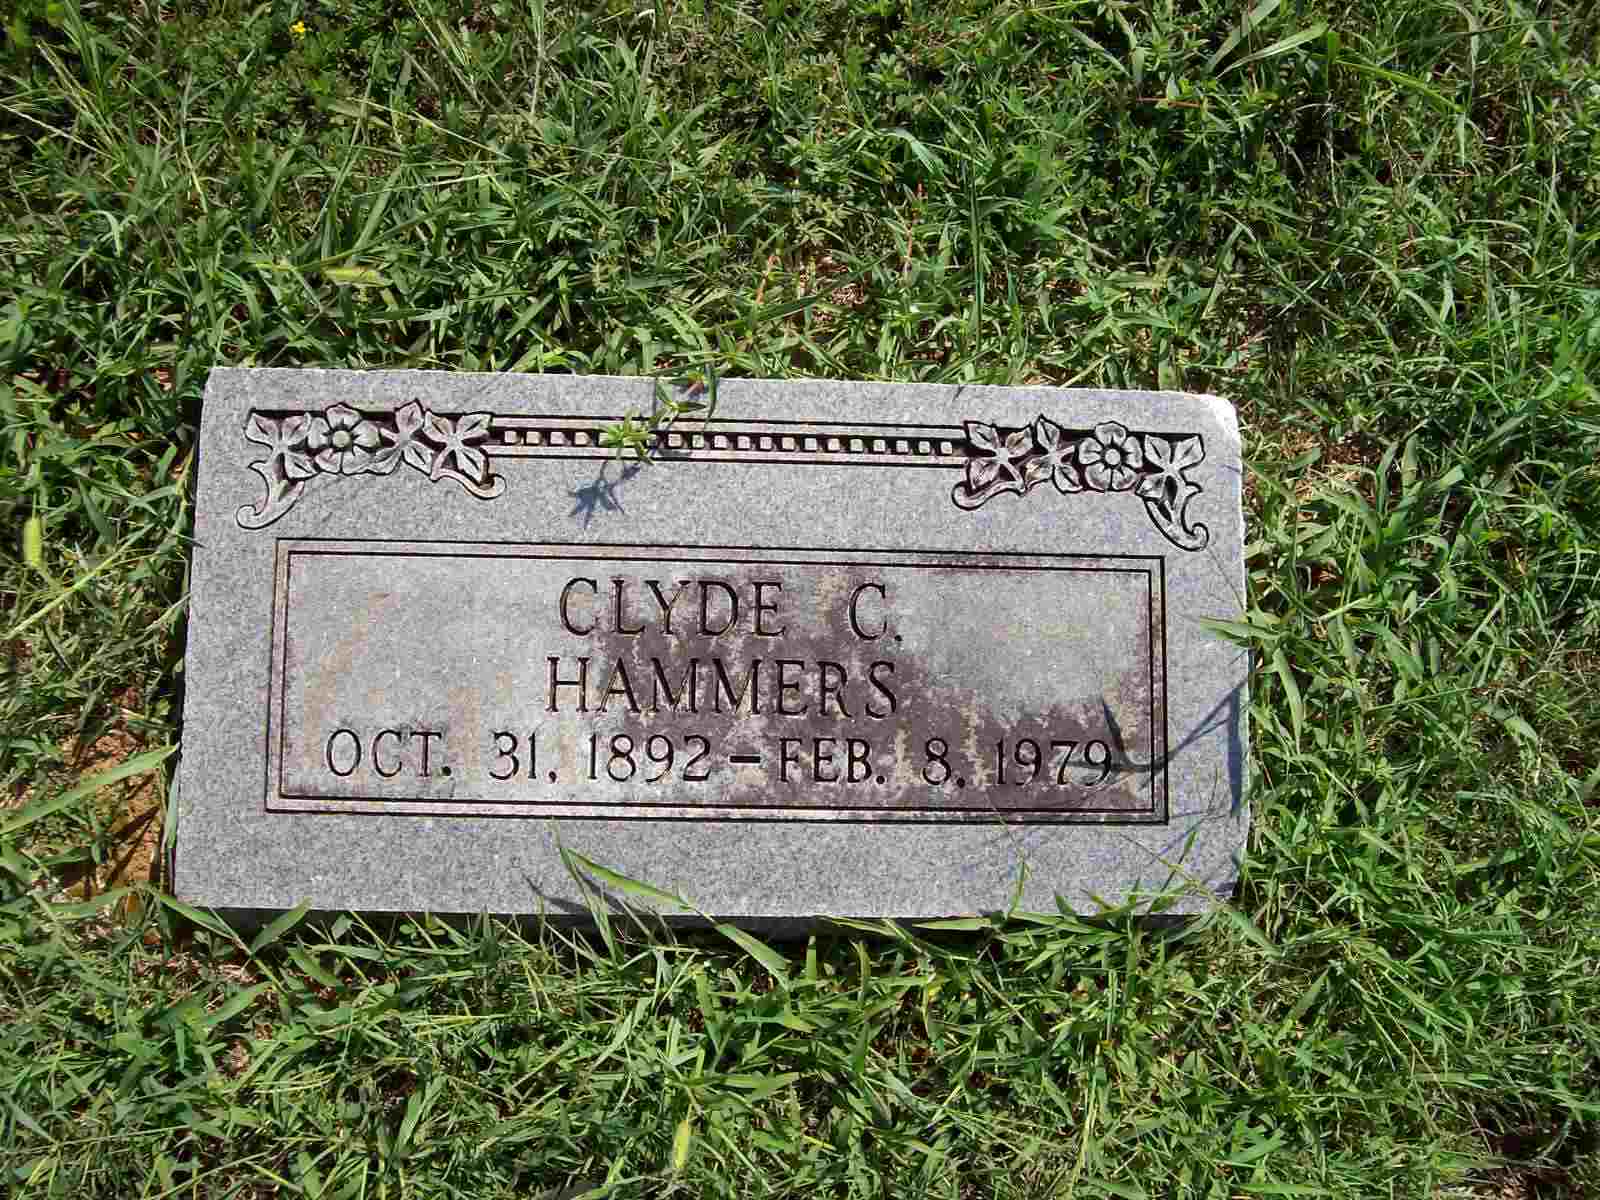 CLYDE C.
HAMMERS
OCT. 31, 1892 – FEB. 8, 1979